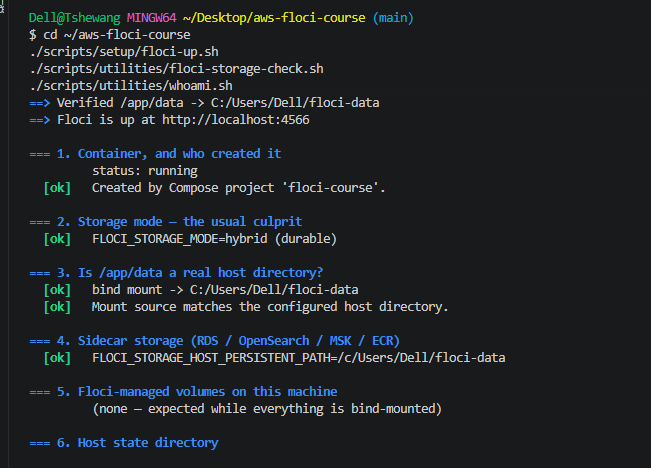 Dell@Tshewang MINGW64 ~/Desktop/aws-floci-course (main)
$ cd ~/aws-floci-course
./scripts/setup/floci-up.sh
./scripts/utilities/floci-storage-check.sh
./scripts/utilities/whoami.sh
==> Verified /app/data -> C:/Users/Dell/floci-data
==> Floci is up at http://localhost:4566
=== 1. Container, and who created it
status: running
[ok] Created by Compose project 'floci-course'.
=== 2. Storage mode — the usual culprit
[ok] FLOCI_STORAGE_MODE=hybrid (durable)
=== 3. Is /app/data a real host directory?
[ok] bind mount -> C:/Users/Dell/floci-data
[ok] Mount source matches the configured host directory.
=== 4. Sidecar storage (RDS / OpenSearch / MSK / ECR)
[ok] FLOCI_STORAGE_HOST_PERSISTENT_PATH=/c/Users/Dell/floci-data
=== 5. Floci-managed volumes on this machine
(none — expected while everything is bind-mounted)
=== 6. Host state directory